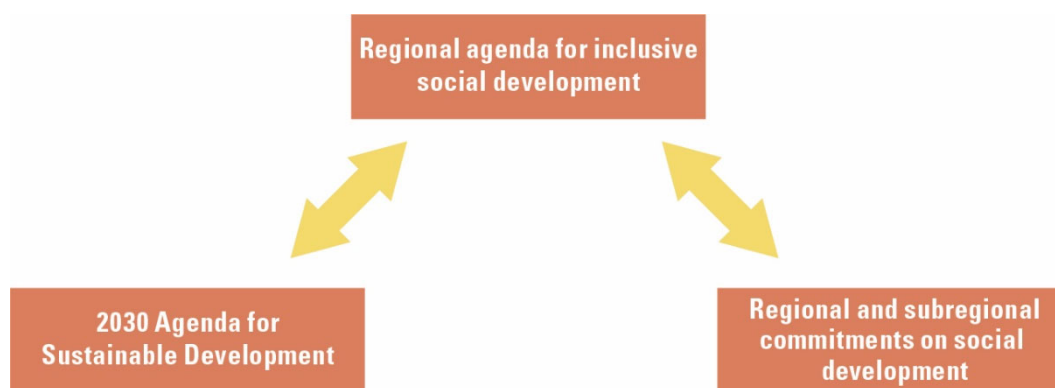 Regional agenda for inclusive
social development
2030 Agenda for
Sustainable Development
Regional and subregional
commitments on social
development